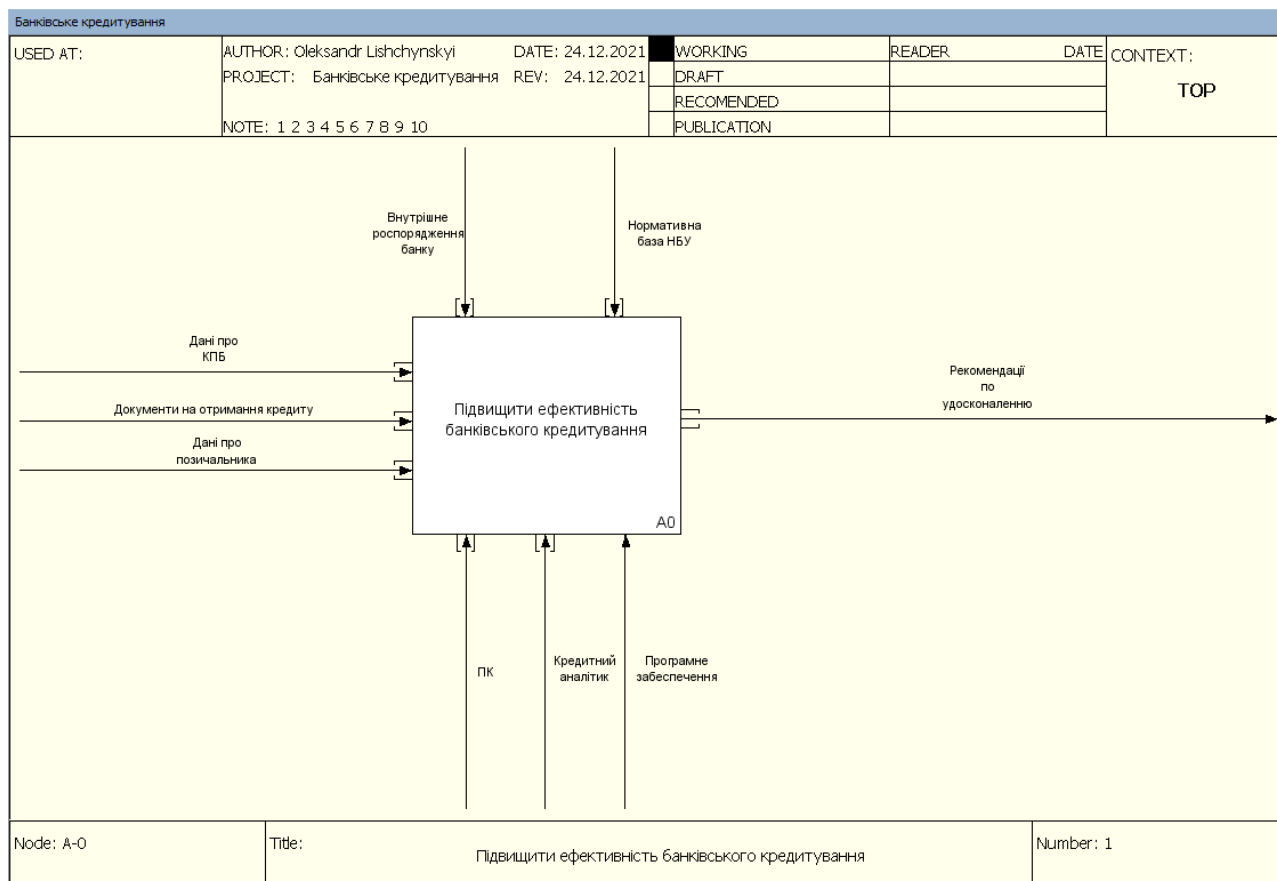 Банківське кредитування
USED AT:
AUTHOR: Oleksandr Lishchynskyi
DATE: 24.12.2021
PROJECT: Банківське кредитування
REV: 24.12.2021
NOTE: 1 2 3 4 5 6 7 8 9 10
WORKING
DRAFT
RECOMENDED
PUBLICATION
READER
DATE
CONTEXT:
TOP
Внутрішне
роспорядження
банку
Нормативна
база НБУ
Дані про
КПБ
Документи на отримання кредиту
Дані про
позичальника
Підвищити ефективність
банківського кредитування
A0
Рекомендації
по
удосконаленню
ПК
Кредитний
аналітик
Програмне
забеспечення
Node: A-0
Title:
Підвищити ефективність банківського кредитування
Number: 1